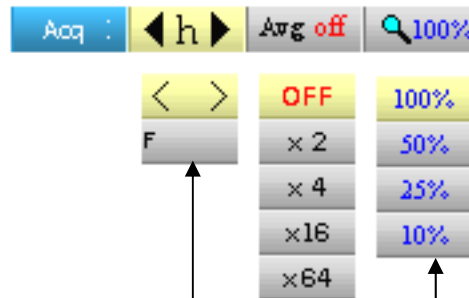 Acq : ◀ h ▶ Avg off 100%
< > OFF 100%
F × 2 50%
× 4 25%
×16 10%
×64